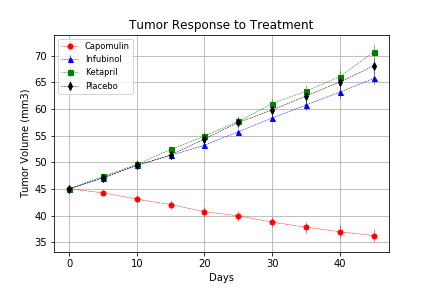 Tumor Response to Treatment
Capomulin
Infubinol
Ketapril
Placebo
70
65
60
55
50
45
40
35
Tumor Volume (mm3)
0 10 20 30 40
Days